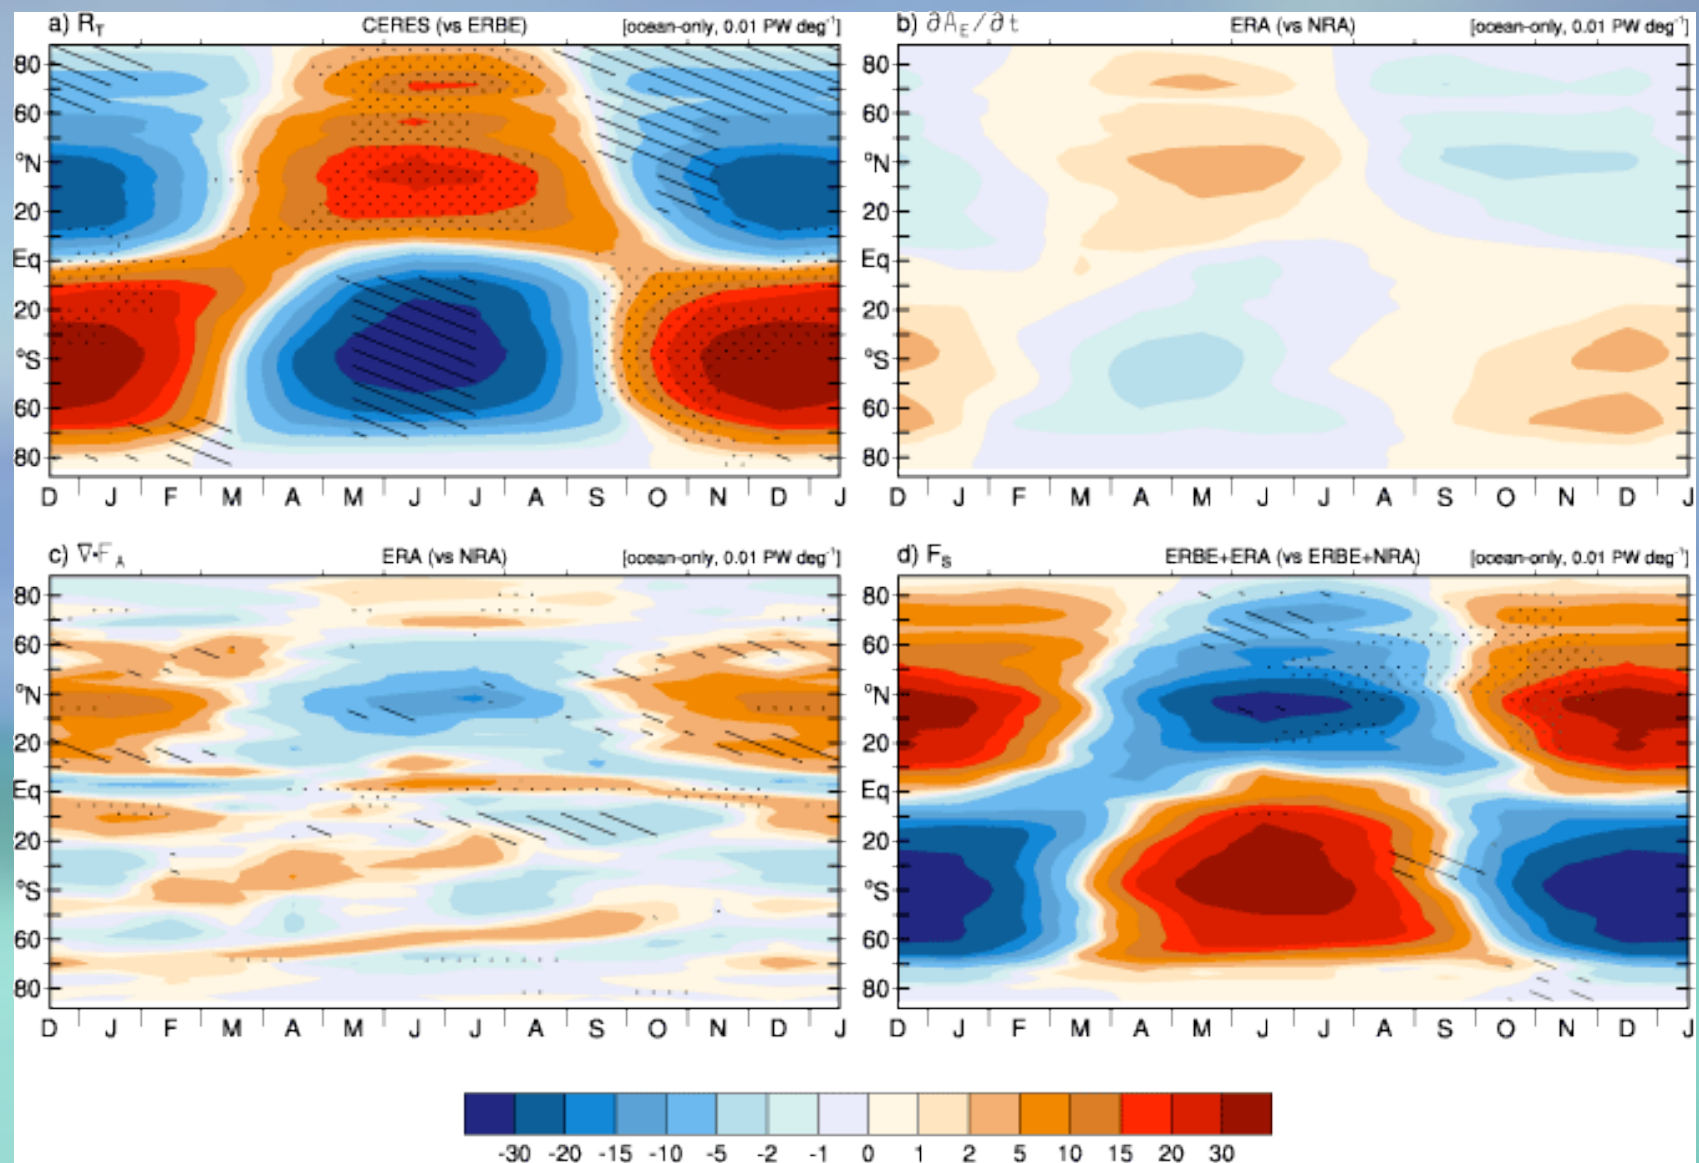 a) R_T CERES (vs ERBE) [ocean-only, 0.01 PW deg⁻¹]
80
60
°N
20
Eq
20
°S
60
80
D J F M A M J J A S O N D J
b) ∂A_E/∂t ERA (vs NRA) [ocean-only, 0.01 PW deg⁻¹]
80
60
°N
20
Eq
20
°S
60
80
D J F M A M J J A S O N D J
c) ∇•F_A ERA (vs NRA) [ocean-only, 0.01 PW deg⁻¹]
80
60
°N
20
Eq
20
°S
60
80
D J F M A M J J A S O N D J
d) F_S ERBE+ERA (vs ERBE+NRA) [ocean-only, 0.01 PW deg⁻¹]
80
60
°N
20
Eq
20
°S
60
80
D J F M A M J J A S O N D J
-30 -20 -15 -10 -5 -2 -1 0 1 2 5 10 15 20 30